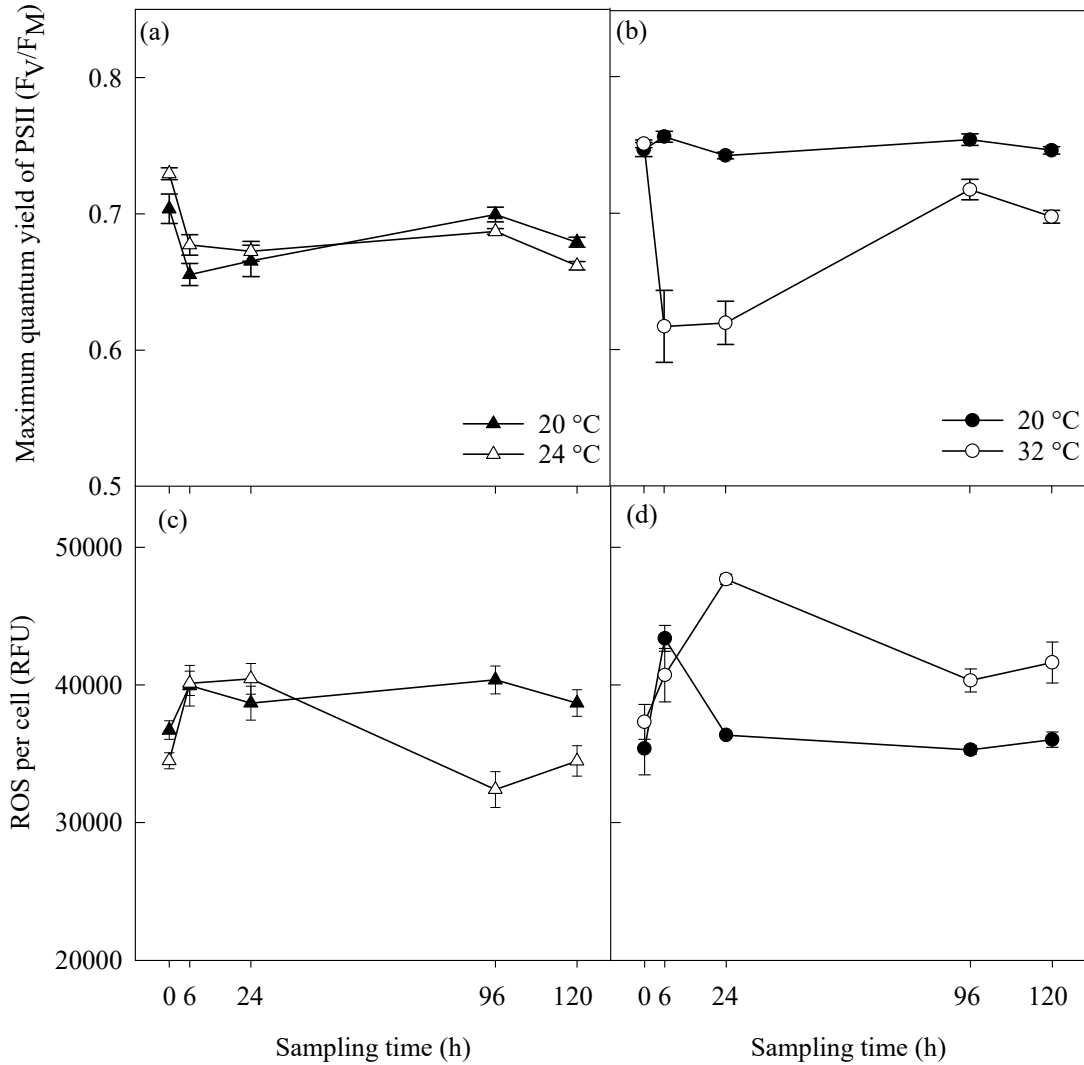 Maximum quantum yield of PSII (FV/FM)
(a)
(b)
0.8
0.7
0.6
0.5
20 °C
24 °C
20 °C
32 °C
ROS per cell (RFU)
(c)
(d)
50000
40000
30000
20000
0 6 24 96 120
0 6 24 96 120
Sampling time (h)
Sampling time (h)